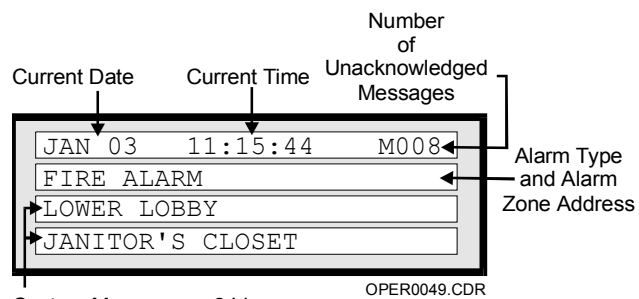 Number
of
Unacknowledged
Messages
Current Date
Current Time
JAN 03 11:15:44 M008
FIRE ALARM
LOWER LOBBY
JANITOR'S CLOSET
Alarm Type
and Alarm
Zone Address
OPER0049.CDR